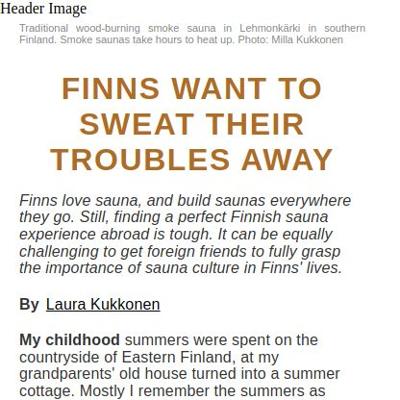 Header Image
Traditional wood-burning smoke sauna in Lehmonkärki in southern
Finland. Smoke saunas take hours to heat up. Photo: Milla Kukkonen
FINNS WANT TO
SWEAT THEIR
TROUBLES AWAY
Finns love sauna, and build saunas everywhere
they go. Still, finding a perfect Finnish sauna
experience abroad is tough. It can be equally
challenging to get foreign friends to fully grasp
the importance of sauna culture in Finns' lives.
By Laura Kukkonen
My childhood summers were spent on the
countryside of Eastern Finland, at my
grandparents' old house turned into a summer
cottage. Mostly I remember the summers as